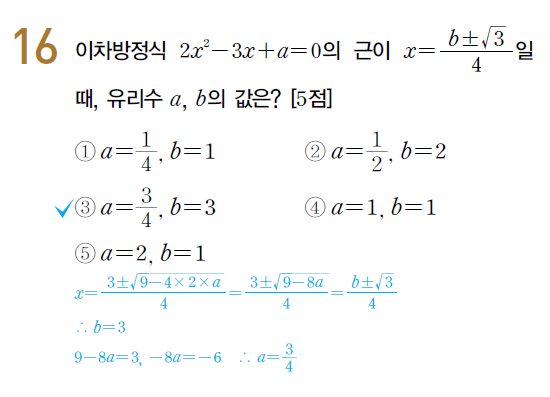 16 이차방정식 2x²−3x+a=0의 근이 x=(b±√3)/4일
때, 유리수 a, b의 값은? [5점]
① a=1/4, b=1 ② a=1/2, b=2
③ a=3/4, b=3 ④ a=1, b=1
⑤ a=2, b=1
x=(3±√(9−4×2×a))/4=(3±√(9−8a))/4=(b±√3)/4
∴ b=3
9−8a=3, −8a=−6 ∴ a=3/4